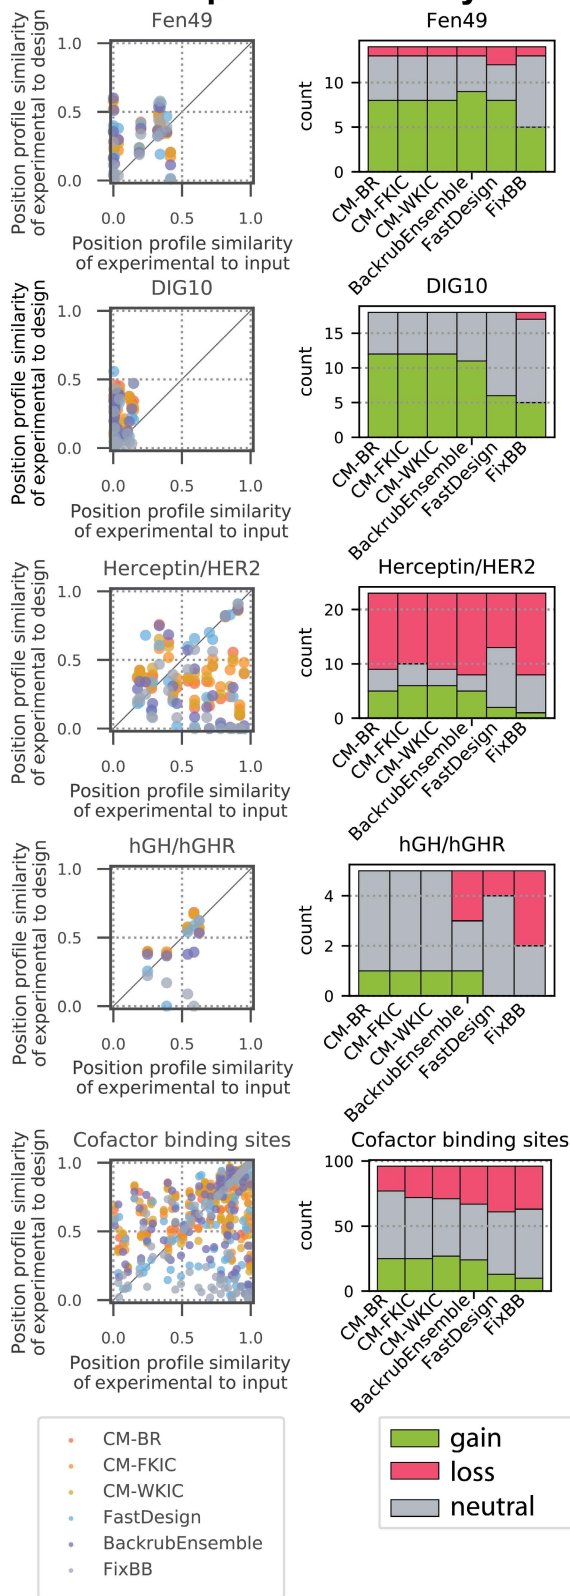 Fen49
Position profile similarity
of experimental to design
1.0
0.5
0.0
0.0 0.5 1.0
Position profile similarity
of experimental to input
Fen49
count
10
5
0
CM-BR
CM-FKIC
CM-WKIC
BackrubEnsemble
FastDesign
FixBB
DIG10
Position profile similarity
of experimental to design
1.0
0.5
0.0
0.0 0.5 1.0
Position profile similarity
of experimental to input
DIG10
count
15
10
5
0
CM-BR
CM-FKIC
CM-WKIC
BackrubEnsemble
FastDesign
FixBB
Herceptin/HER2
Position profile similarity
of experimental to design
1.0
0.5
0.0
0.0 0.5 1.0
Position profile similarity
of experimental to input
Herceptin/HER2
count
20
10
0
CM-BR
CM-FKIC
CM-WKIC
BackrubEnsemble
FastDesign
FixBB
hGH/hGHR
Position profile similarity
of experimental to design
1.0
0.5
0.0
0.0 0.5 1.0
Position profile similarity
of experimental to input
hGH/hGHR
count
4
2
0
CM-BR
CM-FKIC
CM-WKIC
BackrubEnsemble
FastDesign
FixBB
Cofactor binding sites
Position profile similarity
of experimental to design
1.0
0.5
0.0
0.0 0.5 1.0
Position profile similarity
of experimental to input
Cofactor binding sites
count
100
50
0
CM-BR
CM-FKIC
CM-WKIC
BackrubEnsemble
FastDesign
FixBB
CM-BR
CM-FKIC
CM-WKIC
FastDesign
BackrubEnsemble
FixBB
gain
loss
neutral